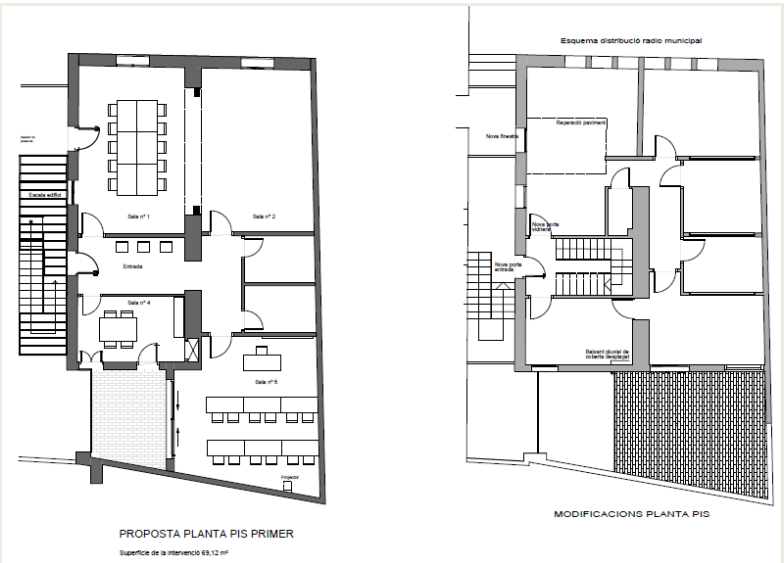 Escala edifici
Sala nº 1
Sala nº 2
Entrada
Sala nº 4
Sala nº 5
Projector
PROPOSTA PLANTA PIS PRIMER
Superfície de la intervenció 69,12 m²
Esquema distribució radio municipal
Reparació paviment
Nova finestra
Nova porta
vidriera
Nova porta
entrada
Baixant pluvial de
coberta desplaçat
MODIFICACIONS PLANTA PIS